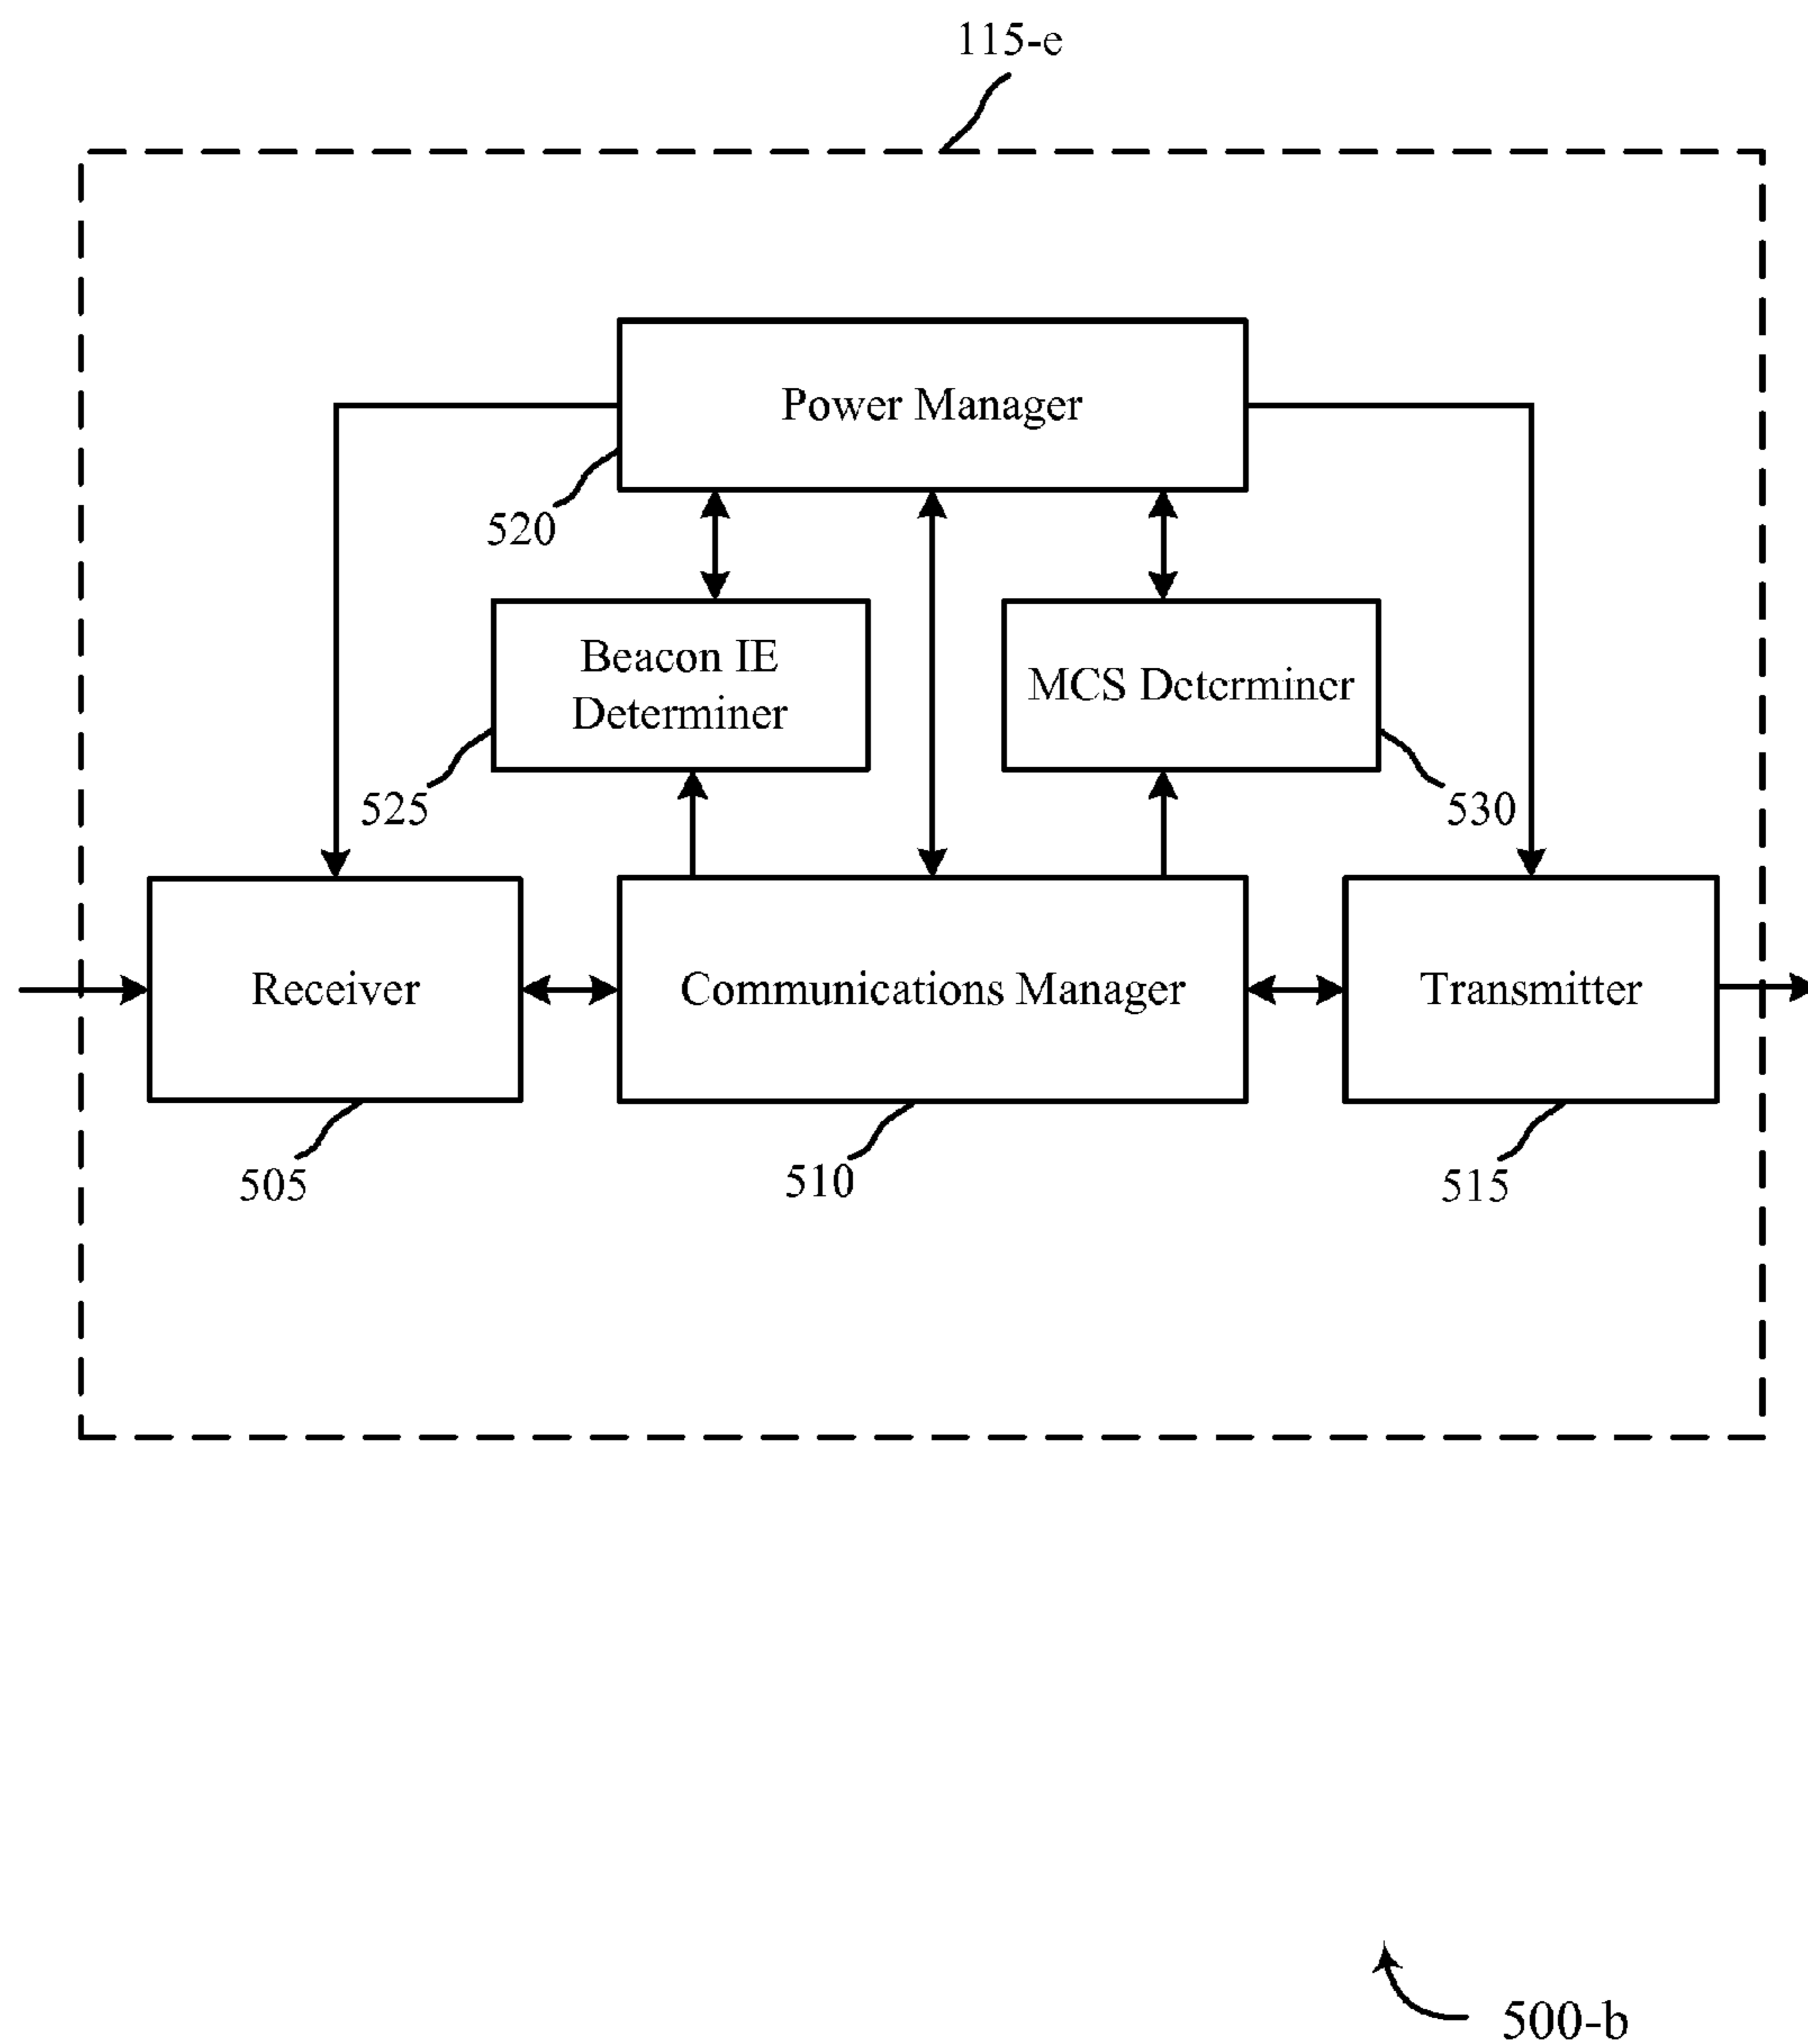 115-e
Power Manager
520
Beacon IE
Determiner
MCS Determiner
525
530
Receiver
Communications Manager
Transmitter
505
510
515
500-b